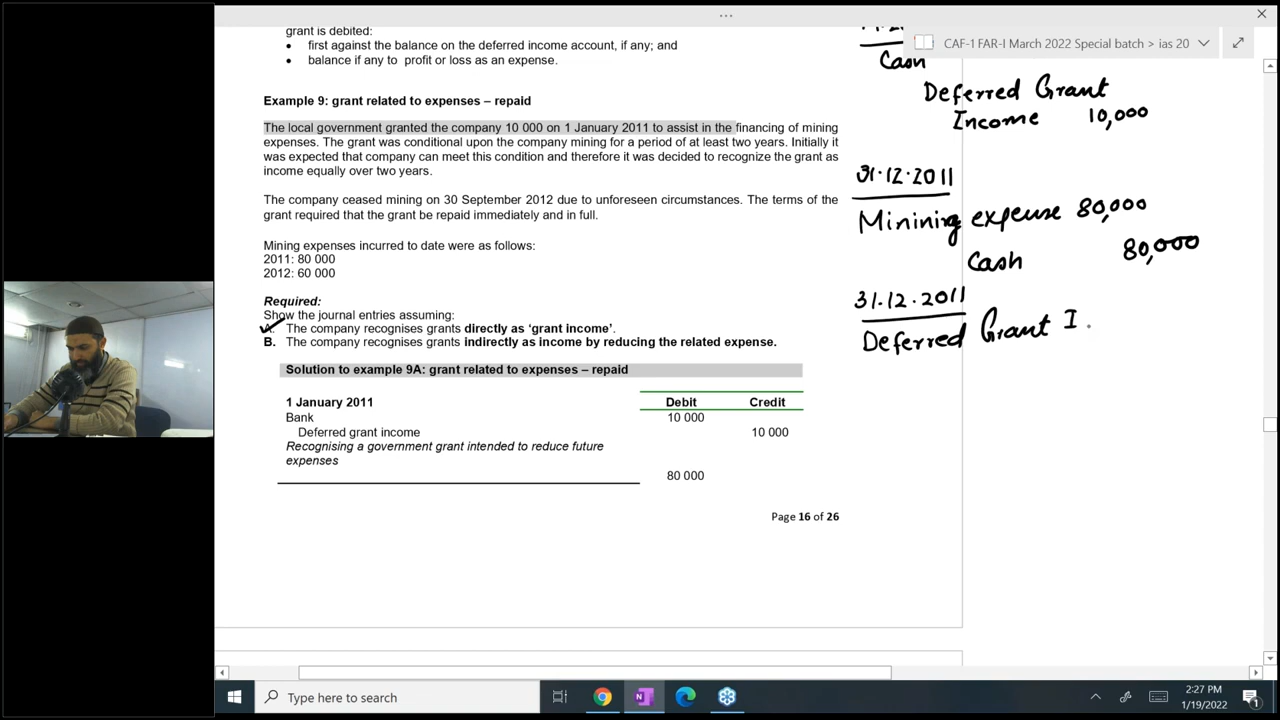 grant is debited:
• first against the balance on the deferred income account, if any; and
• balance if any to profit or loss as an expense.
Example 9: grant related to expenses – repaid
The local government granted the company 10 000 on 1 January 2011 to assist in the financing of mining
expenses. The grant was conditional upon the company mining for a period of at least two years. Initially it
was expected that company can meet this condition and therefore it was decided to recognize the grant as
income equally over two years.
The company ceased mining on 30 September 2012 due to unforeseen circumstances. The terms of the
grant required that the grant be repaid immediately and in full.
Mining expenses incurred to date were as follows:
2011: 80 000
2012: 60 000
Required:
Show the journal entries assuming:
A. The company recognises grants directly as ‘grant income’.
B. The company recognises grants indirectly as income by reducing the related expense.
Solution to example 9A: grant related to expenses – repaid
1 January 2011 Debit Credit
Bank 10 000
Deferred grant income 10 000
Recognising a government grant intended to reduce future
expenses
80 000
Page 16 of 26
CAF-1 FAR-I March 2022 Special batch > ias 20
Cash
Deferred Grant
Income 10,000
31.12.2011
Minining expense 80,000
Cash 80,000
31.12.2011
Deferred Grant I
Type here to search
2:27 PM
1/19/2022